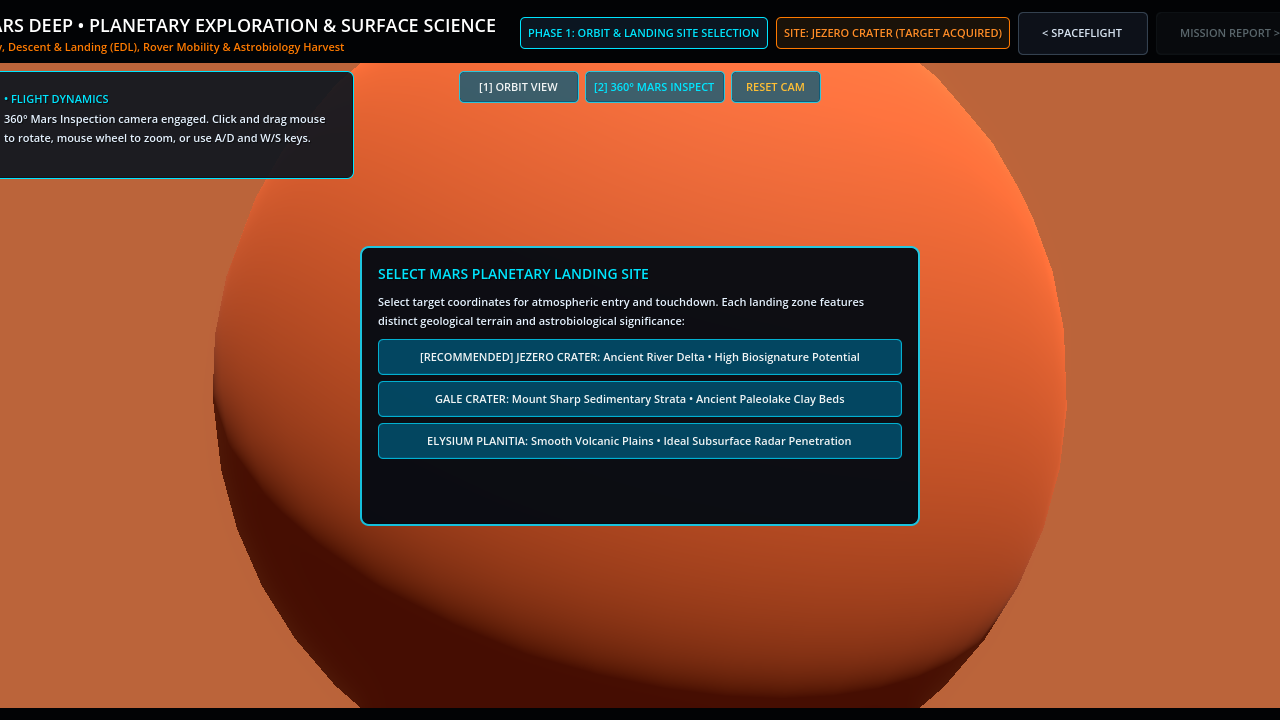 ARS DEEP • PLANETARY EXPLORATION & SURFACE SCIENCE
, Descent & Landing (EDL), Rover Mobility & Astrobiology Harvest
PHASE 1: ORBIT & LANDING SITE SELECTION
SITE: JEZERO CRATER (TARGET ACQUIRED)
< SPACEFLIGHT
MISSION REPORT >
[1] ORBIT VIEW
[2] 360° MARS INSPECT
RESET CAM
• FLIGHT DYNAMICS
360° Mars Inspection camera engaged. Click and drag mouse
to rotate, mouse wheel to zoom, or use A/D and W/S keys.
SELECT MARS PLANETARY LANDING SITE
Select target coordinates for atmospheric entry and touchdown. Each landing zone features
distinct geological terrain and astrobiological significance:
[RECOMMENDED] JEZERO CRATER: Ancient River Delta • High Biosignature Potential
GALE CRATER: Mount Sharp Sedimentary Strata • Ancient Paleolake Clay Beds
ELYSIUM PLANITIA: Smooth Volcanic Plains • Ideal Subsurface Radar Penetration